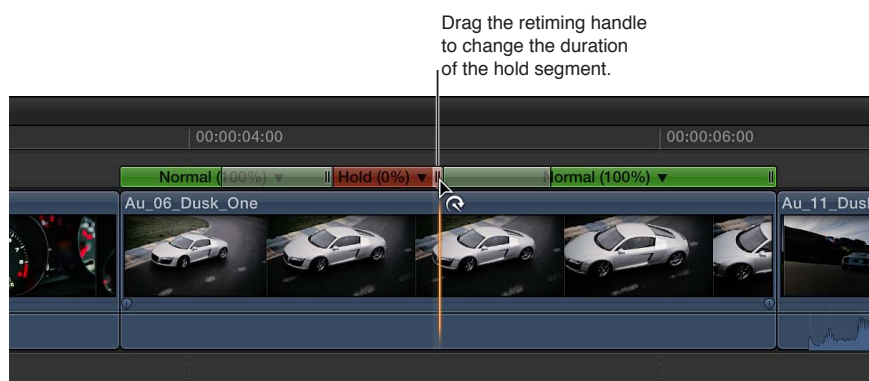 Drag the retiming handle
to change the duration
of the hold segment.
00:00:04:00
00:00:06:00
Normal (100%)
Hold (0%)
Normal (100%)
Au_06_Dusk_One
Au_11_Dusk